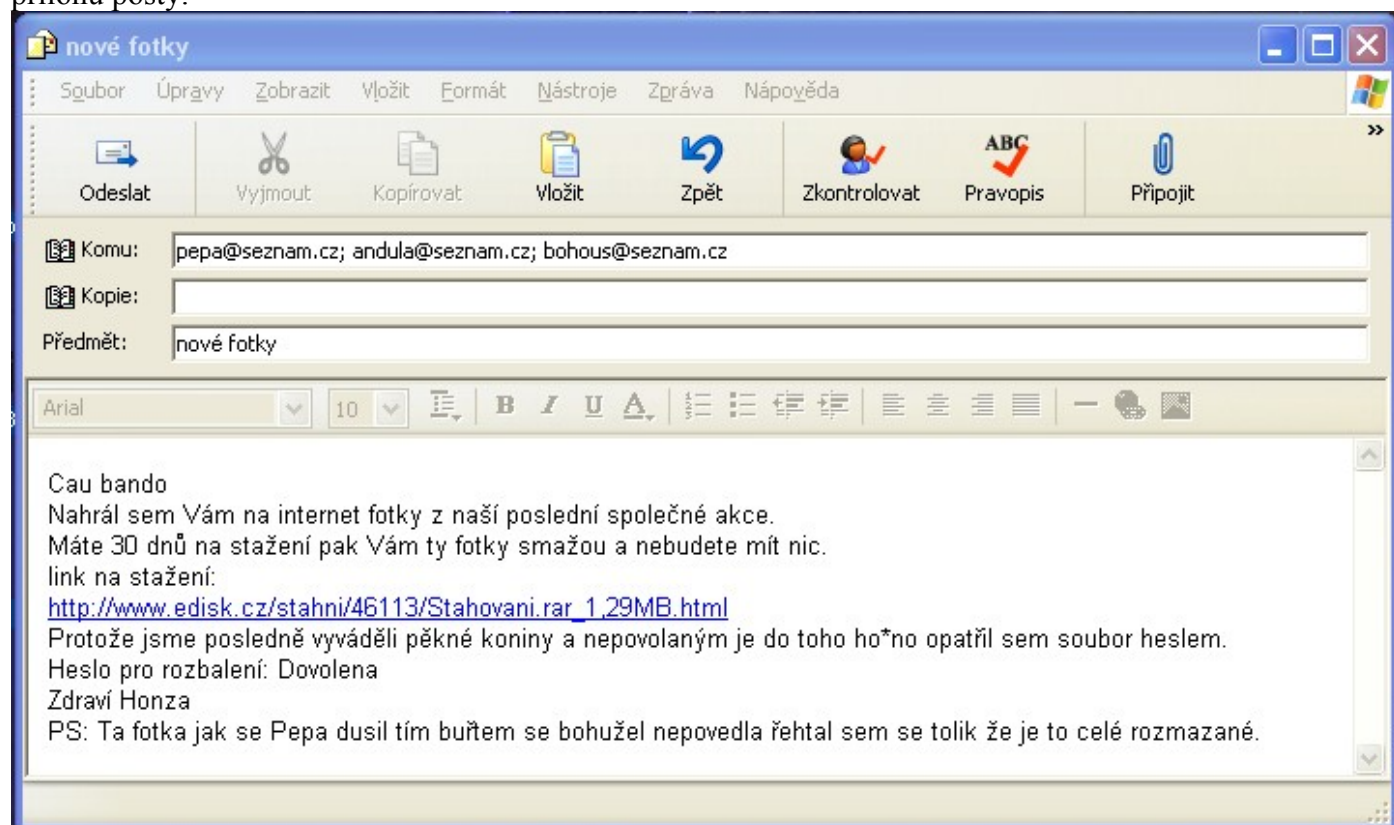 nové fotky
Soubor Úpravy Zobrazit Vložit Formát Nástroje Zpráva Nápověda
Odeslat Vyjmout Kopírovat Vložit Zpět Zkontrolovat ABC Pravopis Připojit »
Komu: pepa@seznam.cz; andula@seznam.cz; bohous@seznam.cz
Kopie:
Předmět: nové fotky
Arial 10 B I U A
Cau bando
Nahrál sem Vám na internet fotky z naší poslední společné akce.
Máte 30 dnů na stažení pak Vám ty fotky smažou a nebudete mít nic.
link na stažení:
http://www.edisk.cz/stahni/46113/Stahovani.rar_1,29MB.html
Protože jsme posledně vyváděli pěkné koniny a nepovolaným je do toho ho*no opatřil sem soubor heslem.
Heslo pro rozbalení: Dovolena
Zdraví Honza
PS: Ta fotka jak se Pepa dusil tím buřtem se bohužel nepovedla řehtal sem se tolik že je to celé rozmazané.